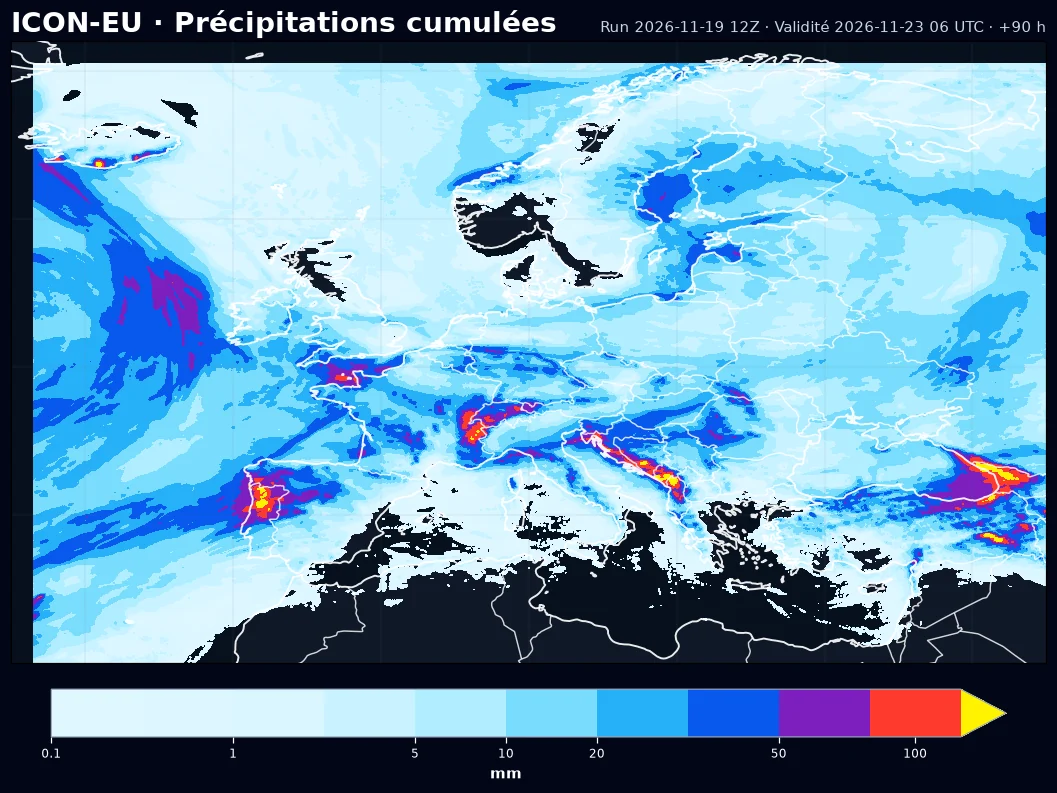 ICON-EU · Précipitations cumulées
Run 2026-11-19 12Z · Validité 2026-11-23 06 UTC · +90 h
0.1 1 5 10 20 50 100
mm